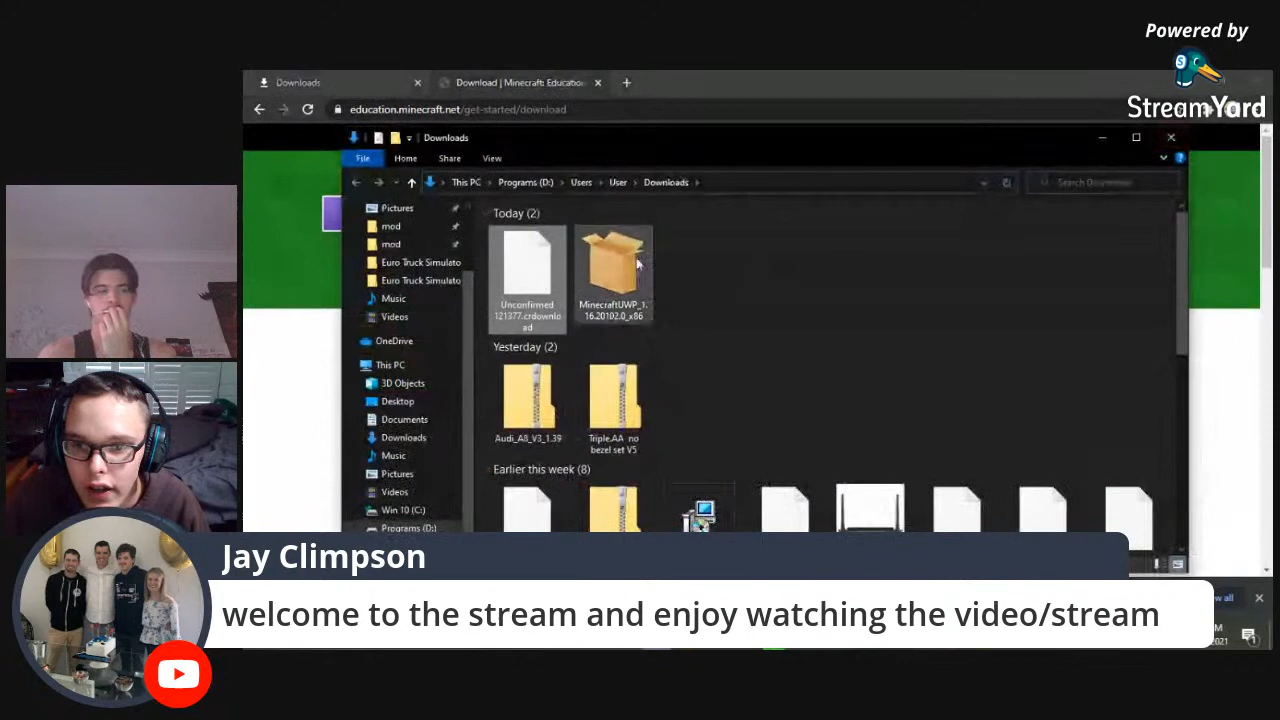 Powered by
StreamYard
Downloads
Download | Minecraft: Education
education.minecraft.net/get-started/download
Downloads
File Home Share View
This PC Programs (D:) Users User Downloads
Search Downloads
Pictures
mod
mod
Euro Truck Simulato
Euro Truck Simulato
Music
Videos
OneDrive
This PC
3D Objects
Desktop
Documents
Downloads
Music
Pictures
Videos
Win 10 (C:)
Programs (D:)
Today (2)
Unconfirmed
121377.crdownlo
ad
MinecraftUWP_1.
16.20102.0_x86
Yesterday (2)
Audi_A8_V3_1.39
Triple.AA no
bezel set V5
Earlier this week (8)
all
M
2021
Jay Climpson
welcome to the stream and enjoy watching the video/stream